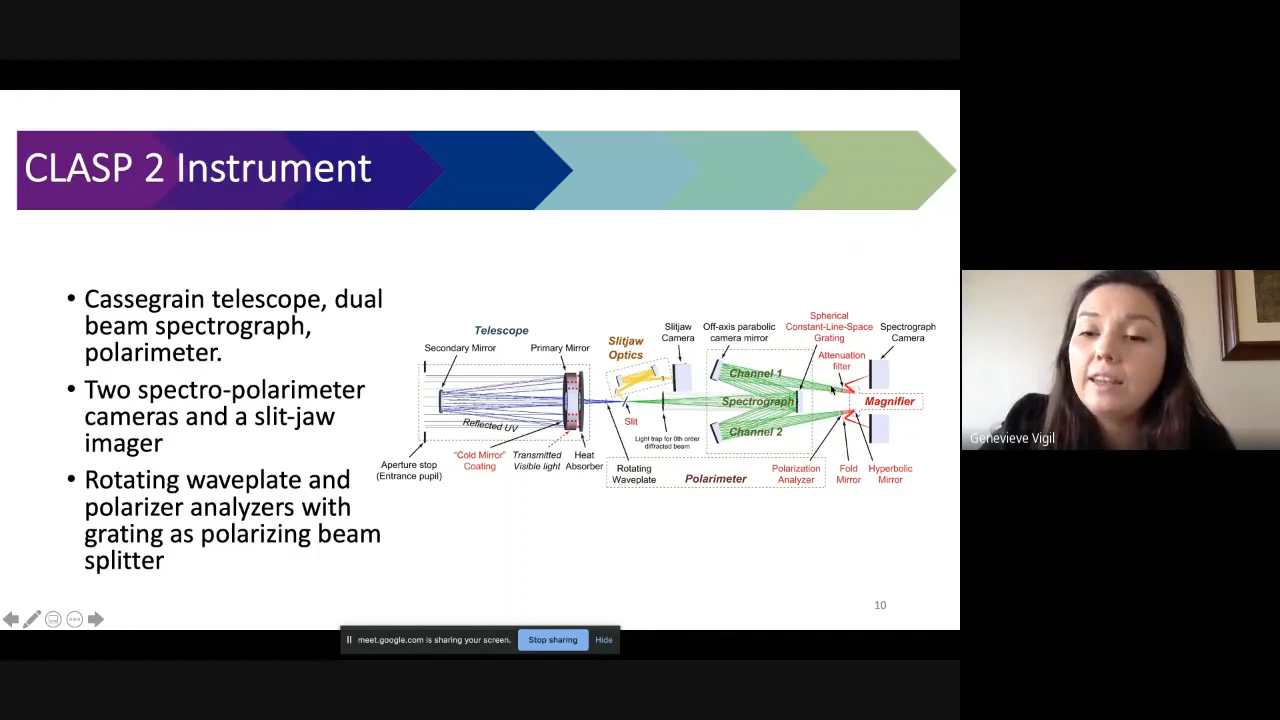 CLASP 2 Instrument
• Cassegrain telescope, dual
beam spectrograph,
polarimeter.
• Two spectro-polarimeter
cameras and a slit-jaw
imager
• Rotating waveplate and
polarizer analyzers with
grating as polarizing beam
splitter
Telescope
Secondary Mirror
Primary Mirror
Reflected UV
Aperture stop
(Entrance pupil)
"Cold Mirror"
Coating
Transmitted
Visible light
Heat
Absorber
Slitjaw
Optics
Slitjaw
Camera
Slit
Light trap for 0th order
diffracted beam
Rotating
Waveplate
Polarimeter
Off-axis parabolic
camera mirror
Channel 1
Spectrograph
Channel 2
Spherical
Constant-Line-Space
Grating
Attenuation
filter
Spectrograph
Camera
Magnifier
Polarization
Analyzer
Fold
Mirror
Hyperbolic
Mirror
10
meet.google.com is sharing your screen.
Stop sharing
Hide
Genevieve Vigil